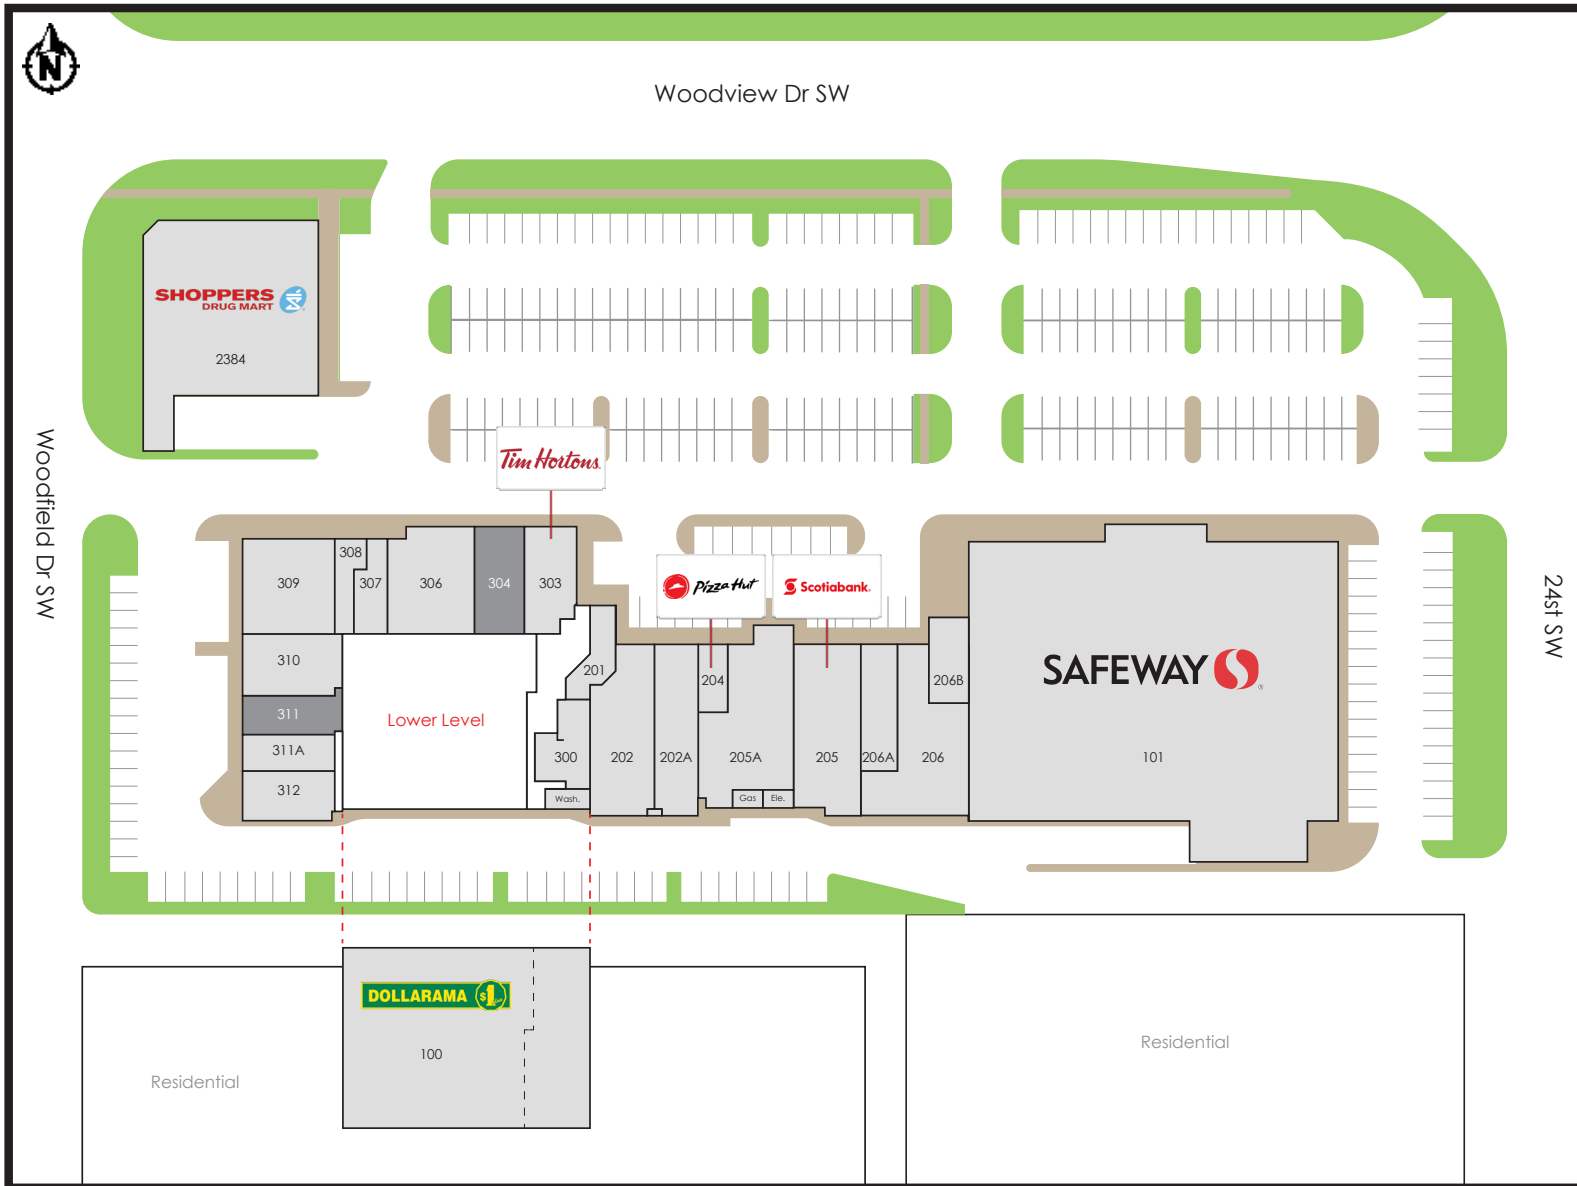 N
Woodview Dr SW
SHOPPERS
DRUG MART
2384
Woodfield Dr SW
24st SW
Tim Hortons.
Pizza Hut
Scotiabank.
309
308
307
306
304
303
310
201
311
Lower Level
311A
312
300
Wash.
202
202A
204
205A
Gas
Ele.
205
206A
206
206B
SAFEWAY
101
DOLLARAMA $1
100
Residential
Residential